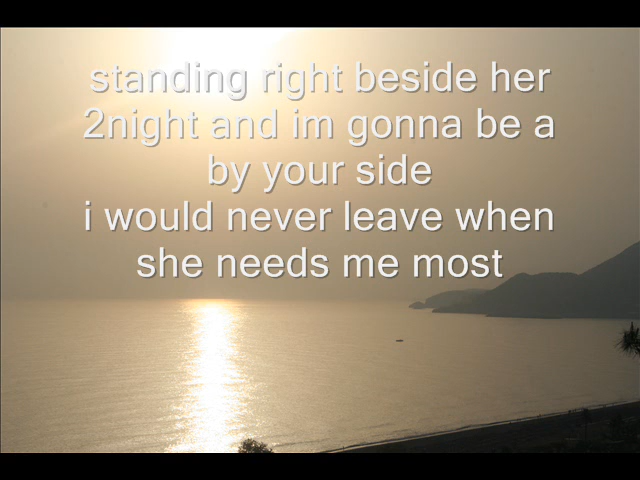 standing right beside her
2night and im gonna be a
by your side
i would never leave when
she needs me most